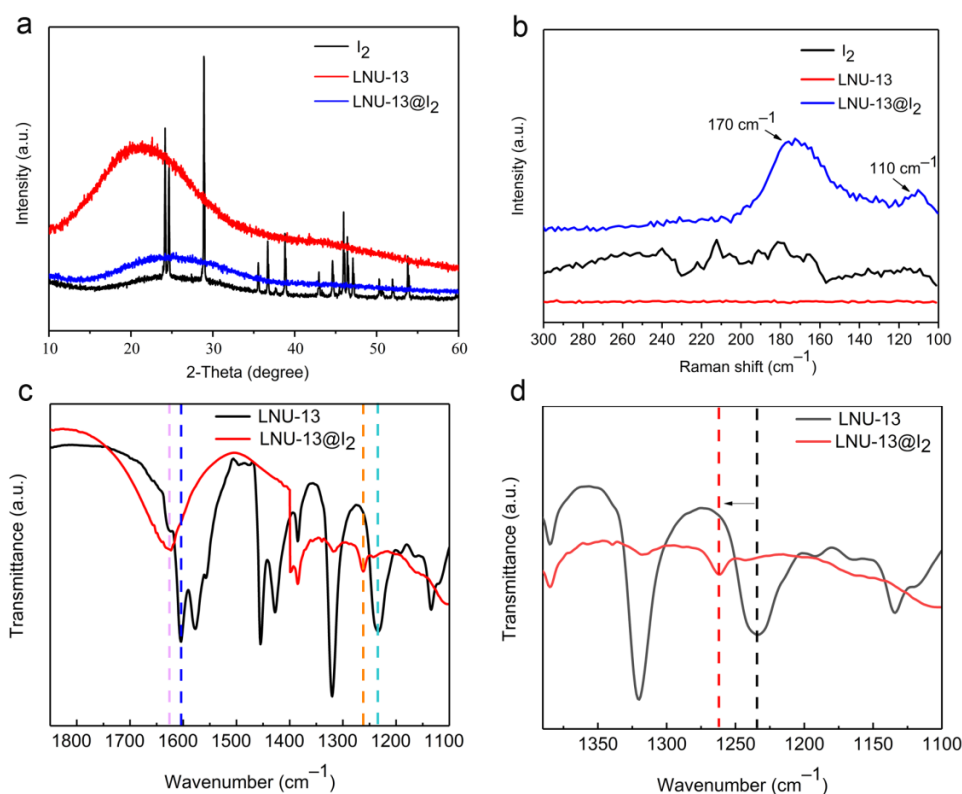 a
I₂
LNU-13
LNU-13@I₂
Intensity (a.u.)
10 20 30 40 50 60
2-Theta (degree)
b
I₂
LNU-13
LNU-13@I₂
170 cm⁻¹
110 cm⁻¹
Intensity (a.u.)
300 280 260 240 220 200 180 160 140 120 100
Raman shift (cm⁻¹)
c
LNU-13
LNU-13@I₂
Transmittance (a.u.)
1800 1700 1600 1500 1400 1300 1200 1100
Wavenumber (cm⁻¹)
d
LNU-13
LNU-13@I₂
Transmittance (a.u.)
1350 1300 1250 1200 1150 1100
Wavenumber (cm⁻¹)